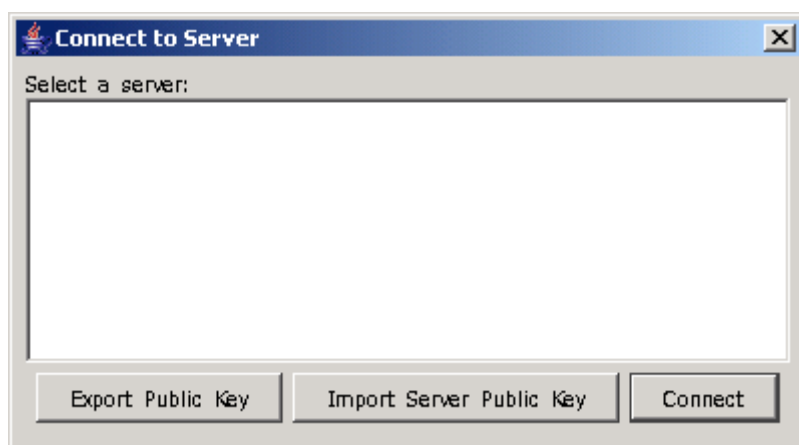 Connect to Server
Select a server:
Export Public Key Import Server Public Key Connect